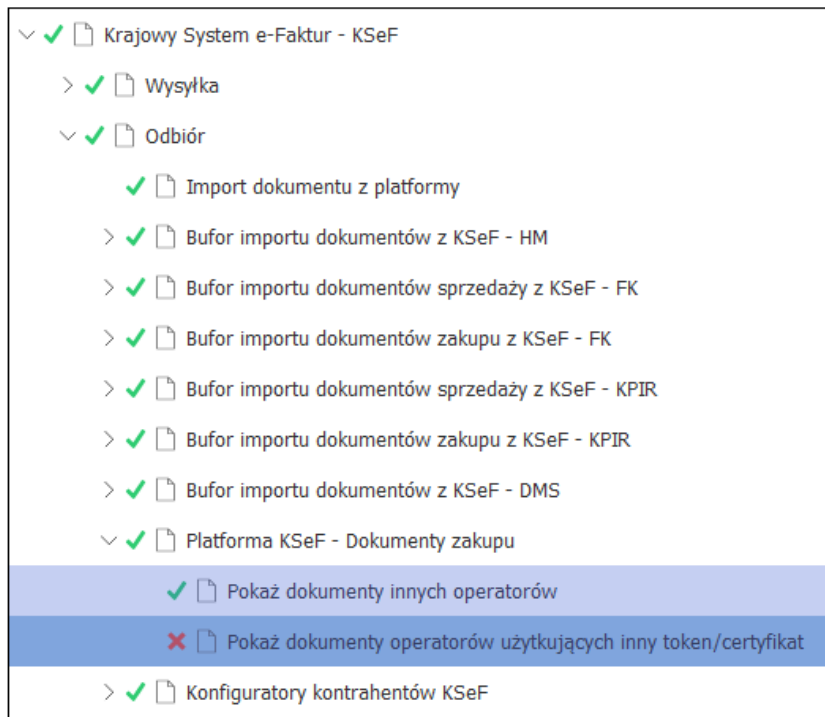 Krajowy System e-Faktur - KSeF
Wysyłka
Odbiór
Import dokumentu z platformy
Bufor importu dokumentów z KSeF - HM
Bufor importu dokumentów sprzedaży z KSeF - FK
Bufor importu dokumentów zakupu z KSeF - FK
Bufor importu dokumentów sprzedaży z KSeF - KPIR
Bufor importu dokumentów zakupu z KSeF - KPIR
Bufor importu dokumentów z KSeF - DMS
Platforma KSeF - Dokumenty zakupu
Pokaż dokumenty innych operatorów
Pokaż dokumenty operatorów użytkujących inny token/certyfikat
Konfiguratory kontrahentów KSeF